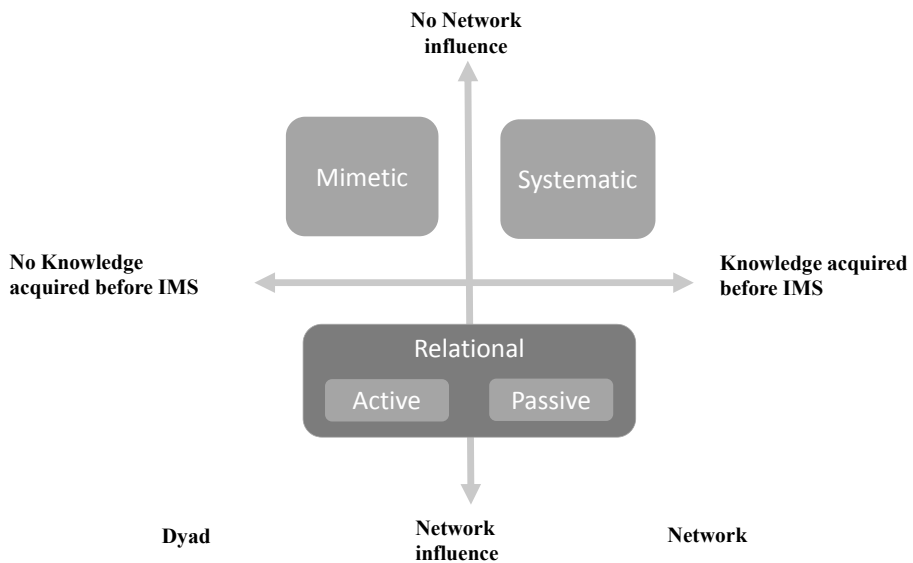 No Network
influence
Mimetic
Systematic
No Knowledge
acquired before IMS
Knowledge acquired
before IMS
Relational
Active
Passive
Dyad
Network
influence
Network